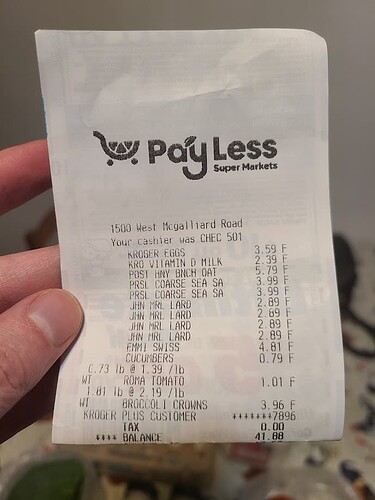 Pay Less
Super Markets
1500 West Mcgalliard Road
Your cashier was CHEC 501
KROGER EGGS 3.59 F
KRO VITAMIN D MILK 2.39 F
POST HNY BNCH OAT 5.79 F
PRSL COARSE SEA SA 3.99 F
PRSL COARSE SEA SA 3.99 F
JHN MRL LARD 2.89 F
JHN MRL LARD 2.89 F
JHN MRL LARD 2.89 F
JHN MRL LARD 2.89 F
EMMI SWISS 4.81 F
CUCUMBERS 0.79 F
0.73 lb @ 1.39 /lb
WT ROMA TOMATO 1.01 F
1.81 lb @ 2.19 /lb
WT BROCCOLI CROWNS 3.96 F
KROGER PLUS CUSTOMER *******7896
TAX 0.00
**** BALANCE 41.88